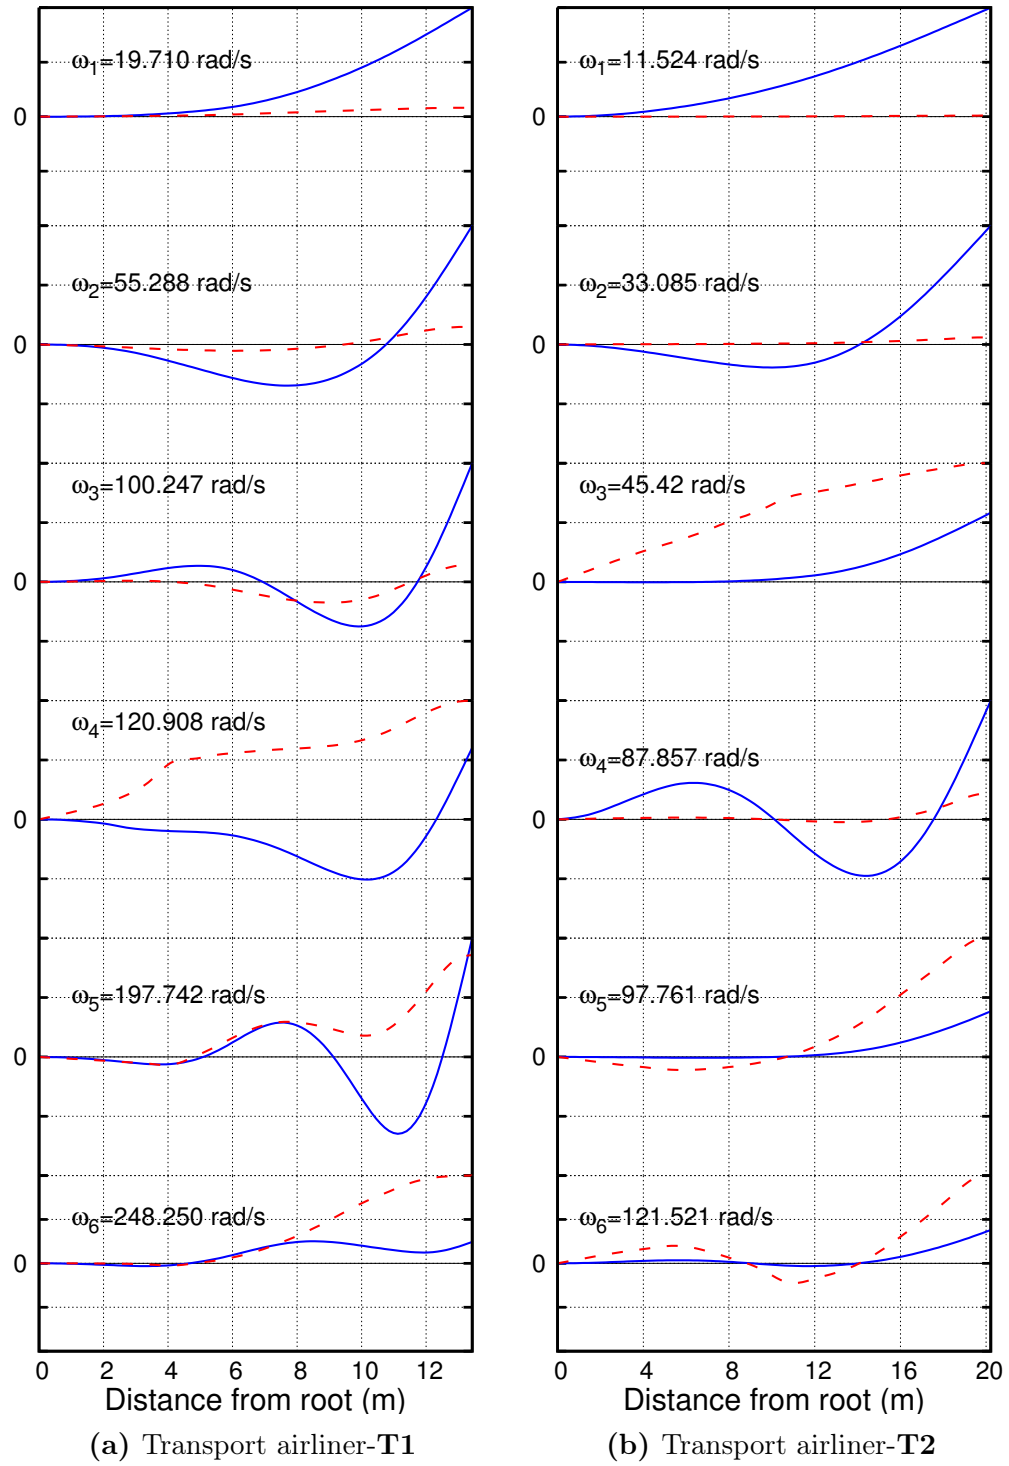 ω1=19.710 rad/s
0
ω2=55.288 rad/s
0
ω3=100.247 rad/s
0
ω4=120.908 rad/s
0
ω5=197.742 rad/s
0
ω6=248.250 rad/s
0
0 2 4 6 8 10 12
Distance from root (m)
(a) Transport airliner-T1
ω1=11.524 rad/s
0
ω2=33.085 rad/s
0
ω3=45.42 rad/s
0
ω4=87.857 rad/s
0
ω5=97.761 rad/s
0
ω6=121.521 rad/s
0
0 4 8 12 16 20
Distance from root (m)
(b) Transport airliner-T2